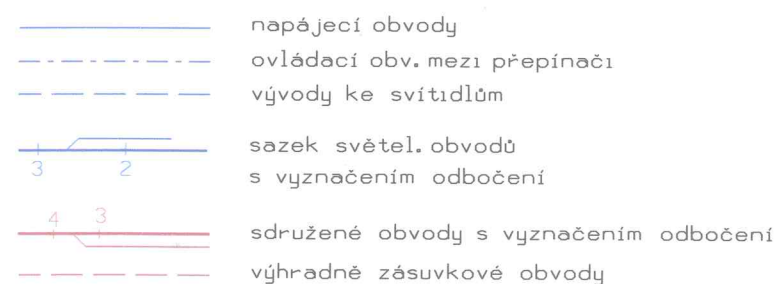 napájecí obvody
ovládací obv. mezi přepínači
vývody ke svítidlům
sazek světel. obvodů
3 2
s vyznačením odbočení
4 3
sdružené obvody s vyznačením odbočení
výhradně zásuvkové obvody